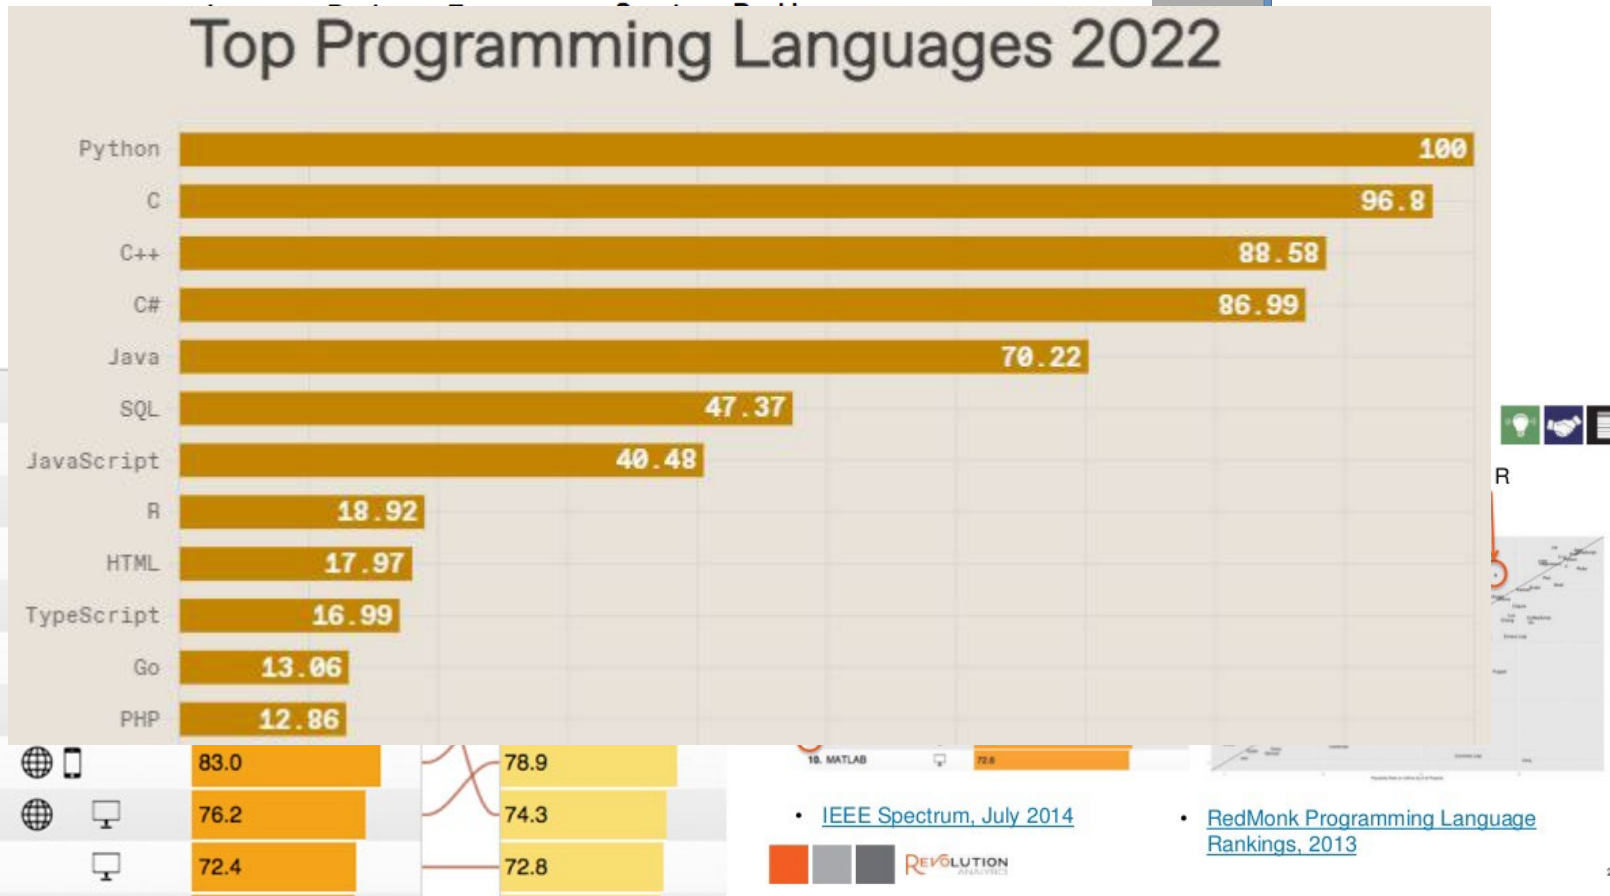 Top Programming Languages 2022
Python 100
C 96.8
C++ 88.58
C# 86.99
Java 70.22
SQL 47.37
JavaScript 40.48
R 18.92
HTML 17.97
TypeScript 16.99
Go 13.06
PHP 12.86
R
83.0 78.9
76.2 74.3
72.4 72.8
10. MATLAB 72.8
• IEEE Spectrum, July 2014
REVOLUTION
ANALYTICS
• RedMonk Programming Language
Rankings, 2013